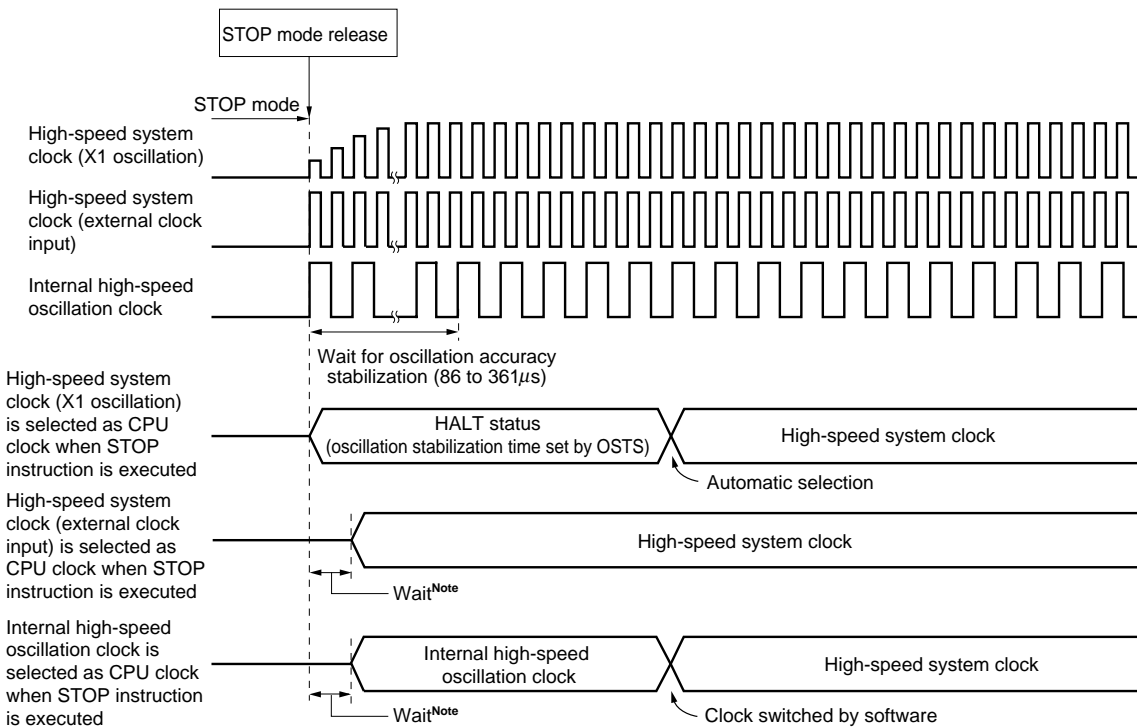 STOP mode release
STOP mode
High-speed system
clock (X1 oscillation)
High-speed system
clock (external clock
input)
Internal high-speed
oscillation clock
Wait for oscillation accuracy
stabilization (86 to 361μs)
High-speed system
clock (X1 oscillation)
is selected as CPU
clock when STOP
instruction is executed
HALT status
(oscillation stabilization time set by OSTS)
High-speed system clock
Automatic selection
High-speed system
clock (external clock
input) is selected as
CPU clock when STOP
instruction is executed
High-speed system clock
WaitNote
Internal high-speed
oscillation clock is
selected as CPU clock
when STOP instruction
is executed
Internal high-speed
oscillation clock
High-speed system clock
WaitNote
Clock switched by software